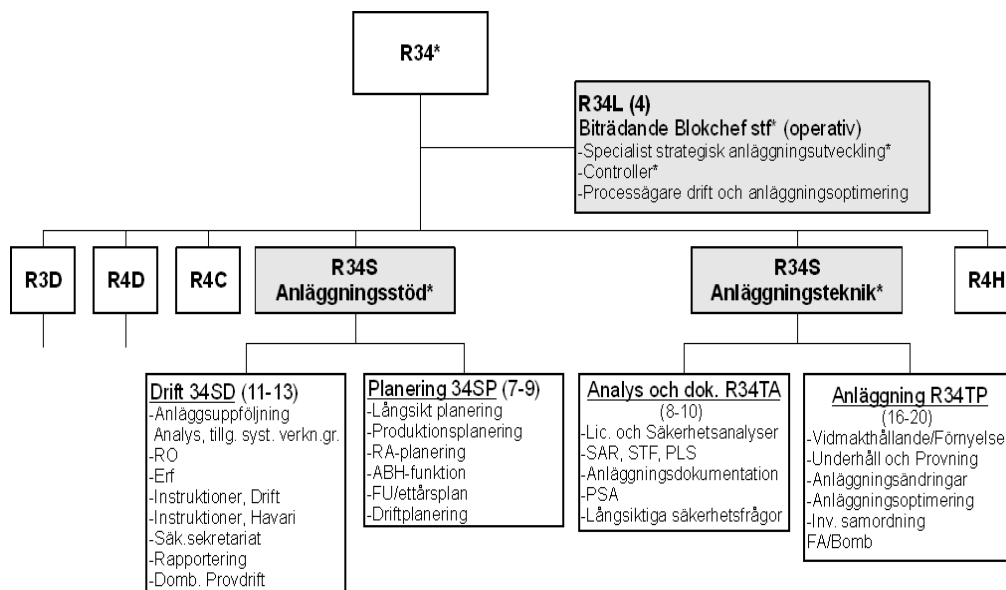 R34*
R34L (4)
Biträdande Blokchef stf* (operativ)
-Specialist strategisk anläggningsutveckling*
-Controller*
-Processägare drift och anläggningsoptimering
R3D
R4D
R4C
R34S
Anläggningsstöd*
R34S
Anläggningsteknik*
R4H
Drift 34SD (11-13)
-Anläggsuppföljning
Analys, tillg. syst. verkn.gr.
-RO
-Erf
-Instruktioner, Drift
-Instruktioner, Havari
-Säk.sekretariat
-Rapportering
-Domb. Provdrift
Planering 34SP (7-9)
-Långsikt planering
-Produktionsplanering
-RA-planering
-ABH-funktion
-FU/ettårsplan
-Driftplanering
Analys och dok. R34TA
(8-10)
-Lic. och Säkerhetsanalyser
-SAR, STF, PLS
-Anläggningsdokumentation
-PSA
-Långsiktiga säkerhetsfrågor
Anläggning R34TP
(16-20)
-Vidmakthållande/Förnyelse
-Underhåll och Provning
-Anläggningsändringar
-Anläggningsoptimering
-Inv. samordning
FA/Bomb